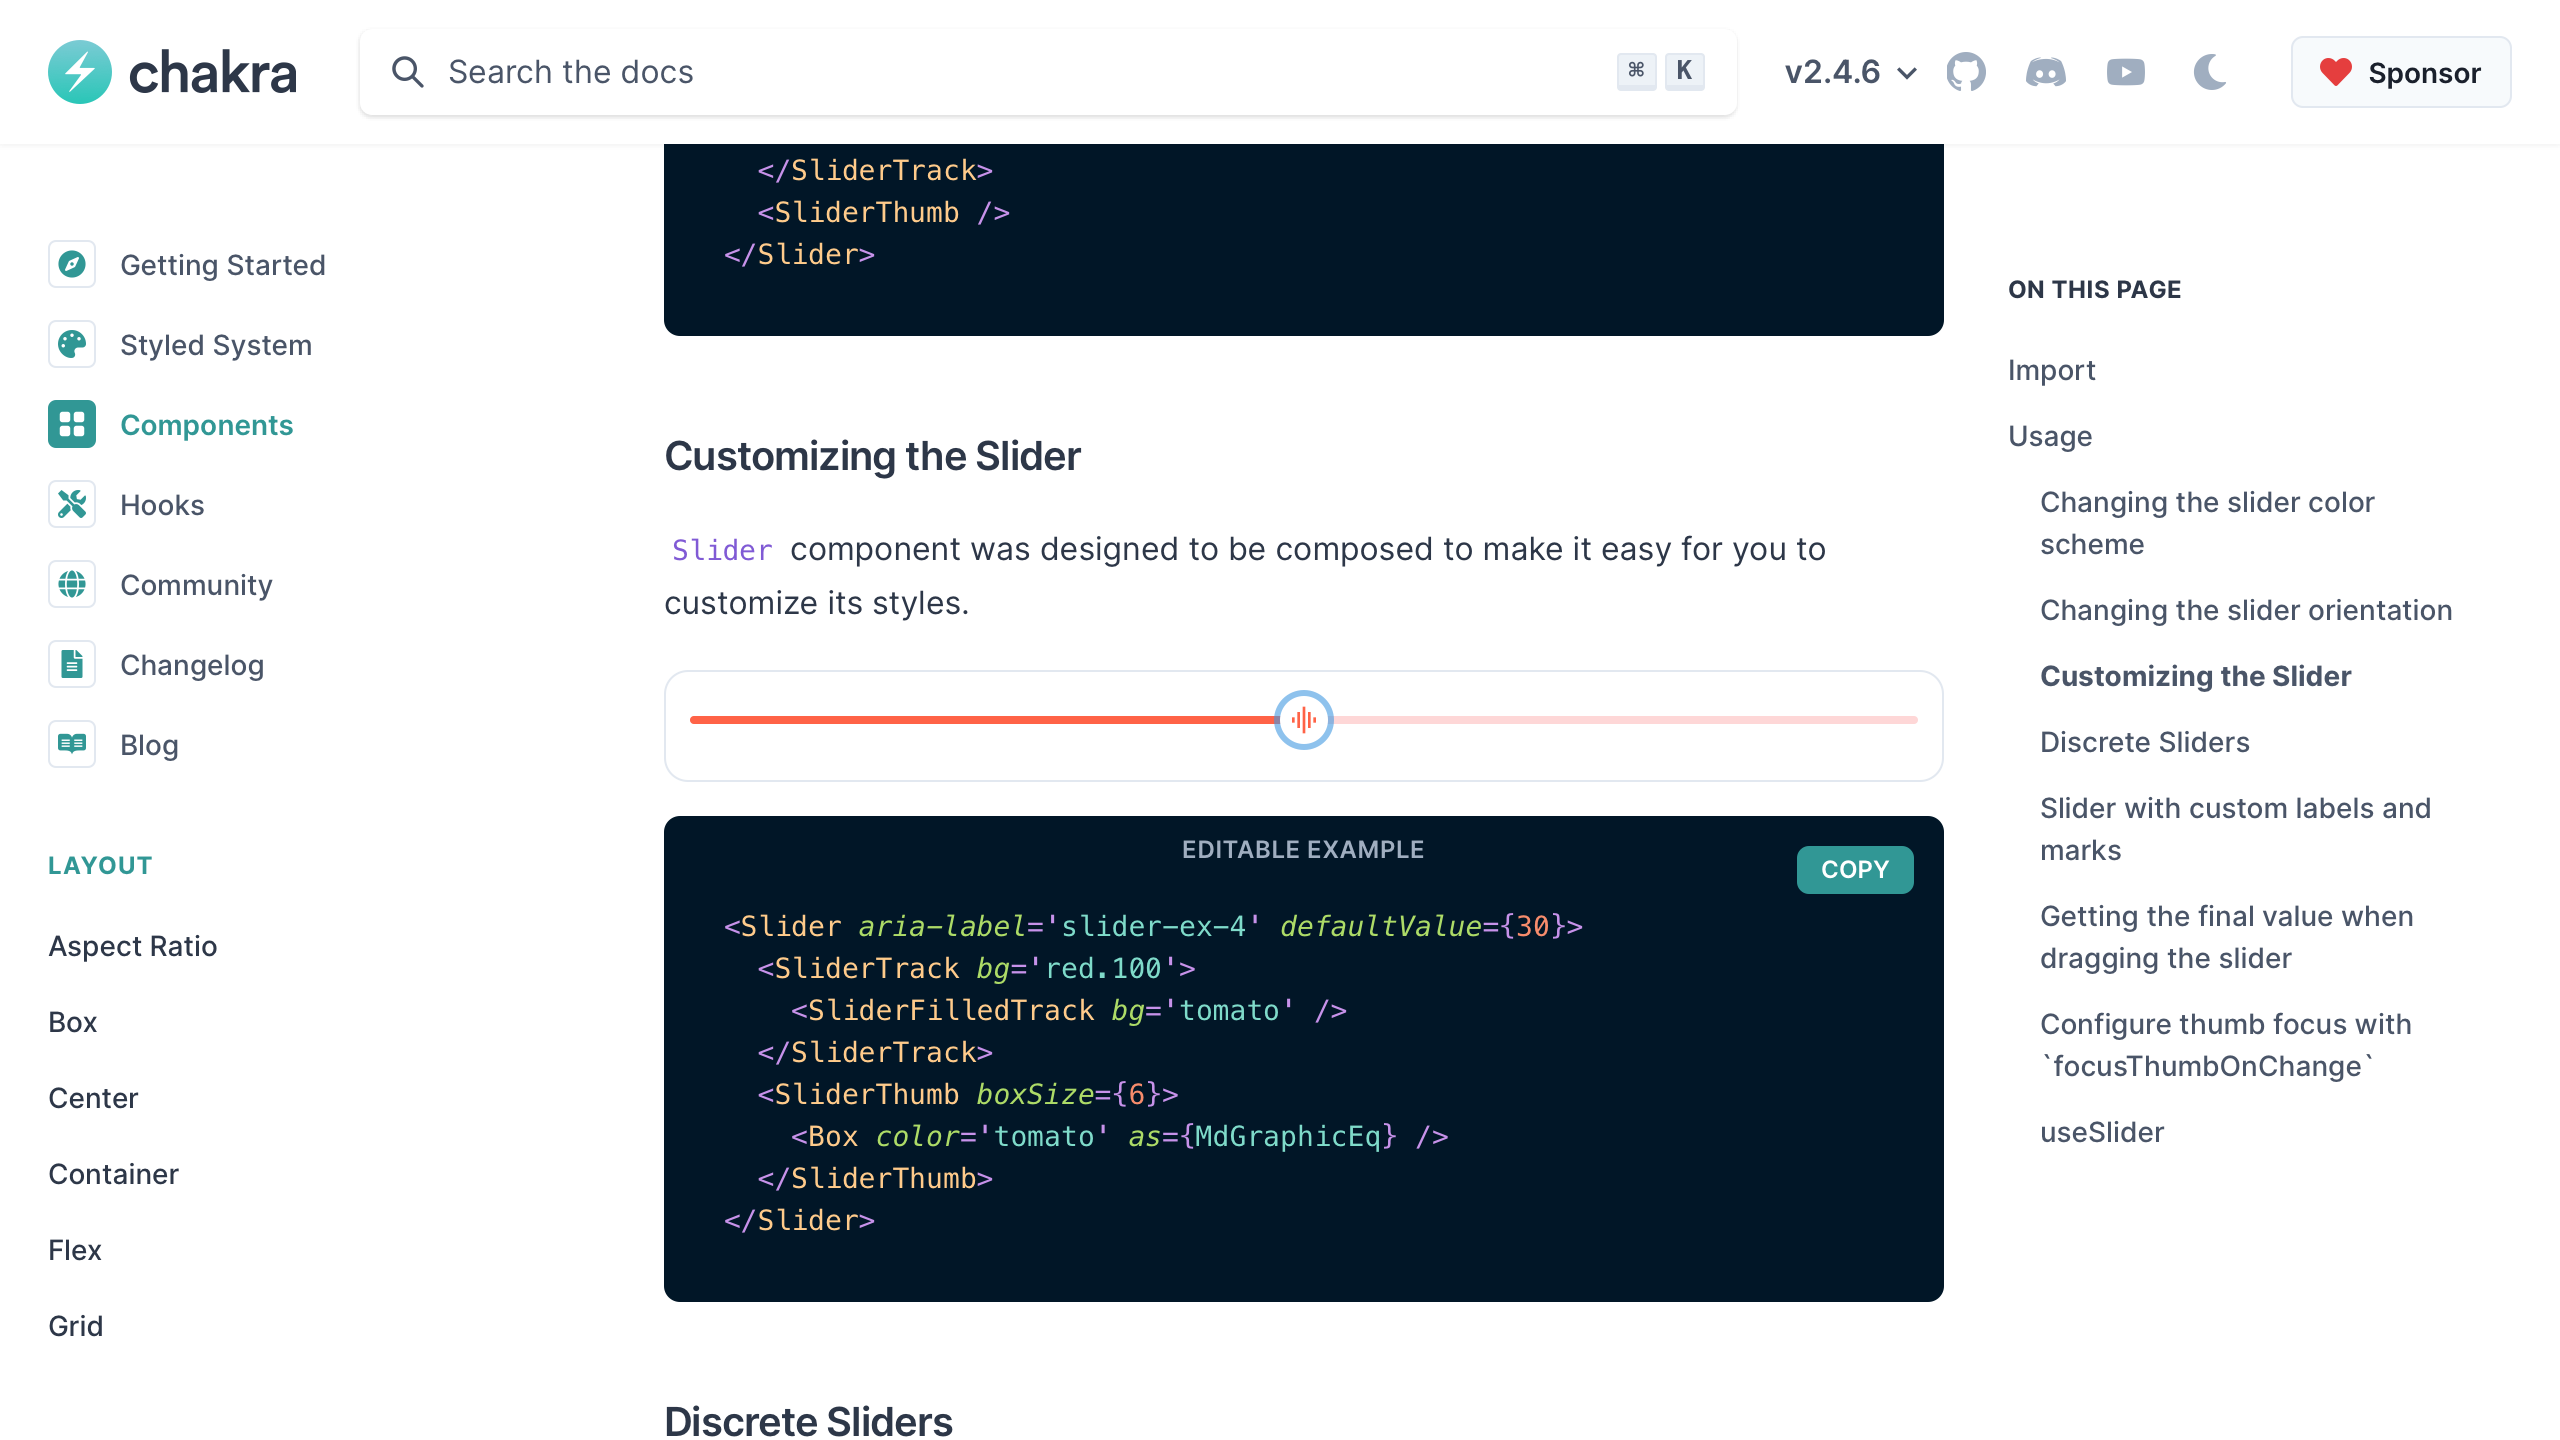 chakra
Search the docs
⌘ K
v2.4.6
Sponsor
Getting Started
Styled System
Components
Hooks
Community
Changelog
Blog
LAYOUT
Aspect Ratio
Box
Center
Container
Flex
Grid
</SliderTrack>
<SliderThumb />
</Slider>
Customizing the Slider
Slider component was designed to be composed to make it easy for you to
customize its styles.
EDITABLE EXAMPLE
COPY
<Slider aria-label='slider-ex-4' defaultValue={30}>
<SliderTrack bg='red.100'>
<SliderFilledTrack bg='tomato' />
</SliderTrack>
<SliderThumb boxSize={6}>
<Box color='tomato' as={MdGraphicEq} />
</SliderThumb>
</Slider>
Discrete Sliders
ON THIS PAGE
Import
Usage
Changing the slider color
scheme
Changing the slider orientation
Customizing the Slider
Discrete Sliders
Slider with custom labels and
marks
Getting the final value when
dragging the slider
Configure thumb focus with
`focusThumbOnChange`
useSlider